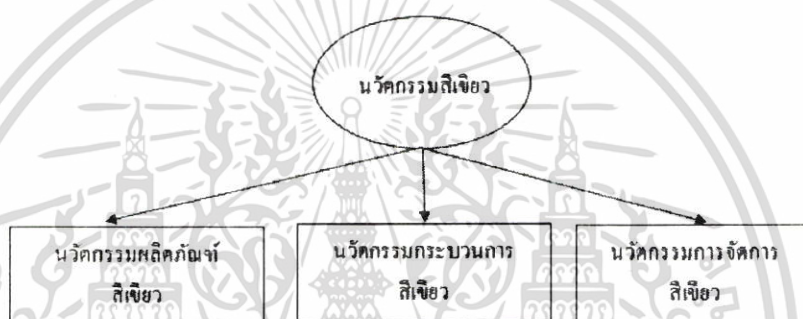 นวัตกรรมสีเขียว
นวัตกรรมผลิตภัณฑ์
สีเขียว
นวัตกรรมกระบวนการ
สีเขียว
นวัตกรรมการจัดการ
สีเขียว